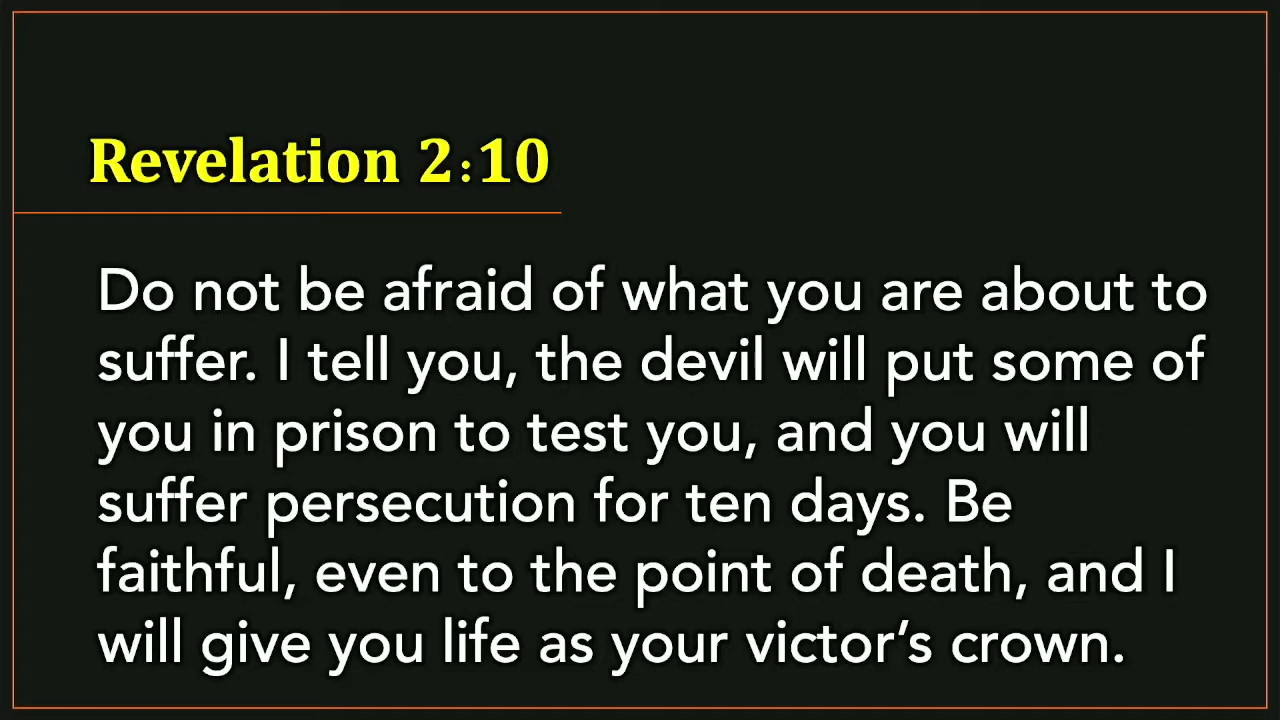 Revelation 2:10
Do not be afraid of what you are about to
suffer. I tell you, the devil will put some of
you in prison to test you, and you will
suffer persecution for ten days. Be
faithful, even to the point of death, and I
will give you life as your victor’s crown.